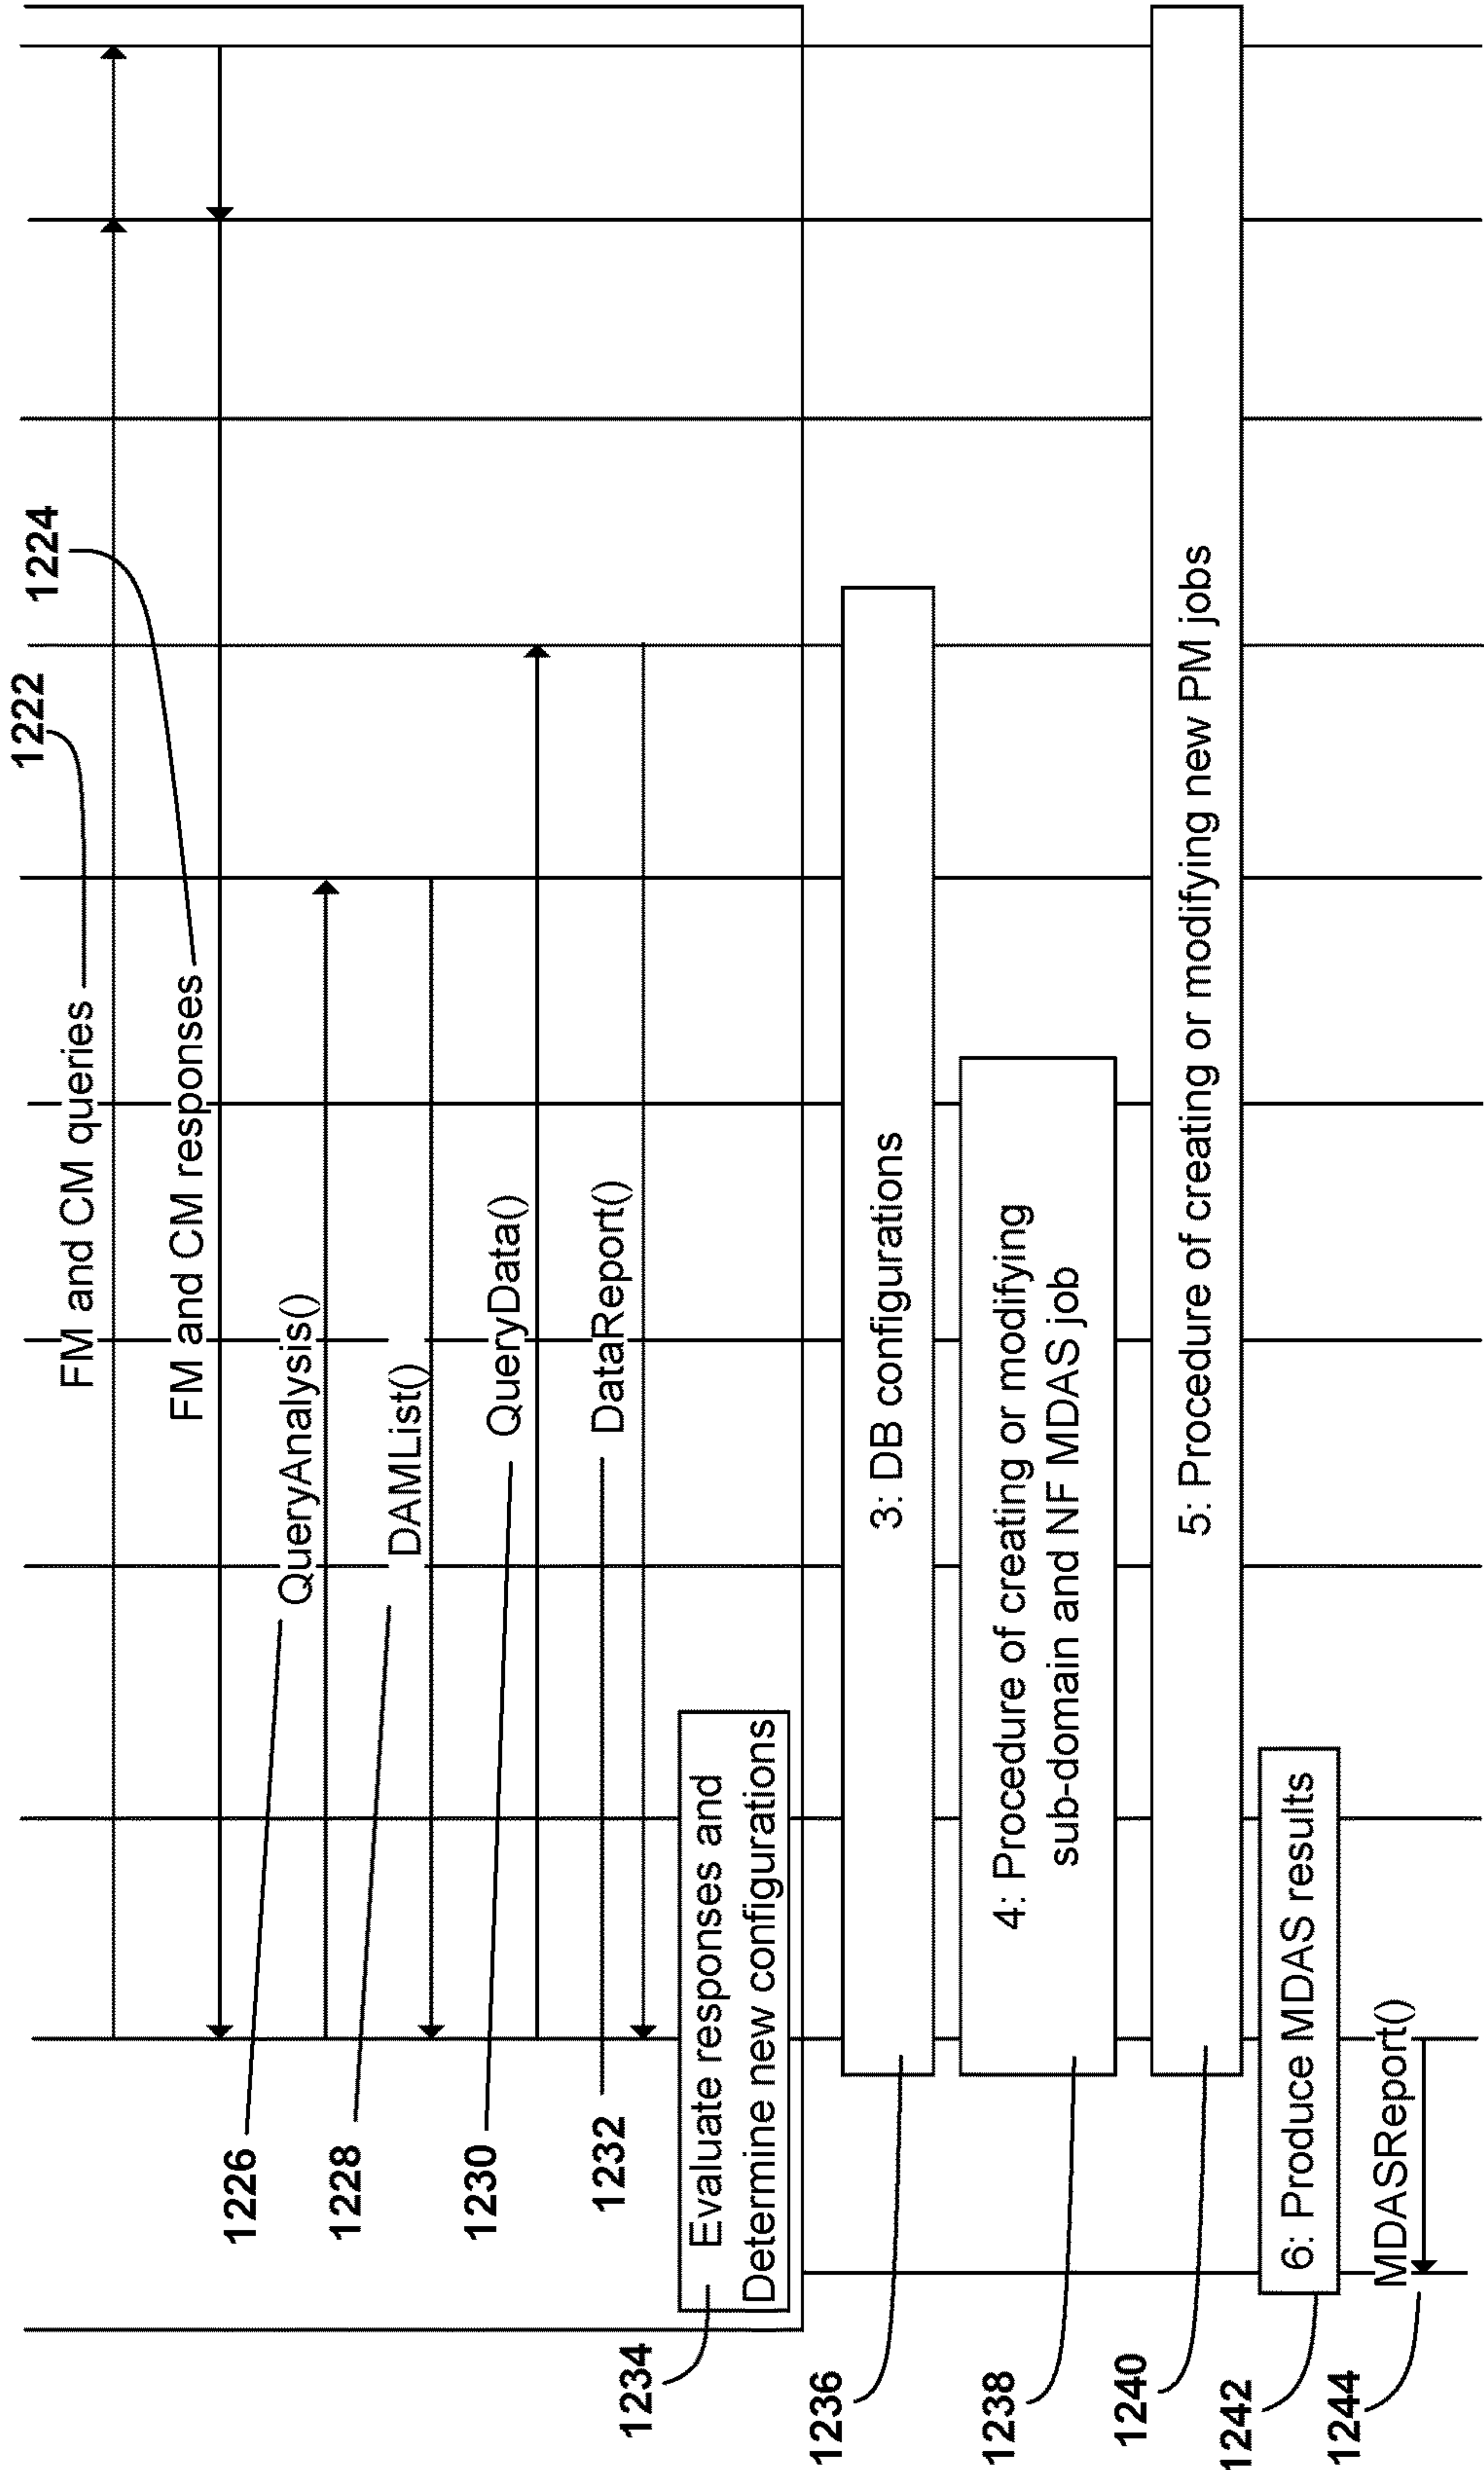 1222
FM and CM queries
1224
FM and CM responses
1226
QueryAnalysis()
1228
DAMList()
1230
QueryData()
1232
DataReport()
1234
Evaluate responses and
Determine new configurations
1236
3: DB configurations
1238
4: Procedure of creating or modifying
sub-domain and NF MDAS job
1240
5: Procedure of creating or modifying new PM jobs
1242
6: Produce MDAS results
1244
MDASReport()